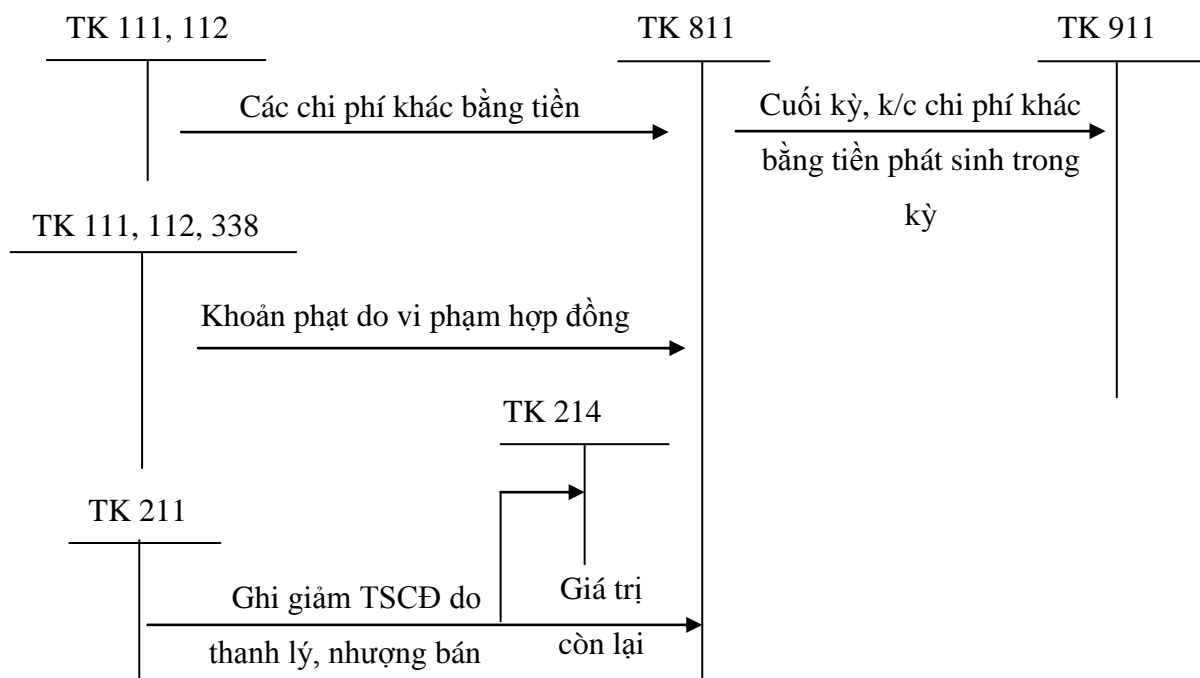 TK 111, 112
TK 811
TK 911
Các chi phí khác bằng tiền
Cuối kỳ, k/c chi phí khác
bằng tiền phát sinh trong
kỳ
TK 111, 112, 338
Khoản phạt do vi phạm hợp đồng
TK 214
TK 211
Ghi giảm TSCĐ do
thanh lý, nhượng bán
Giá trị
còn lại